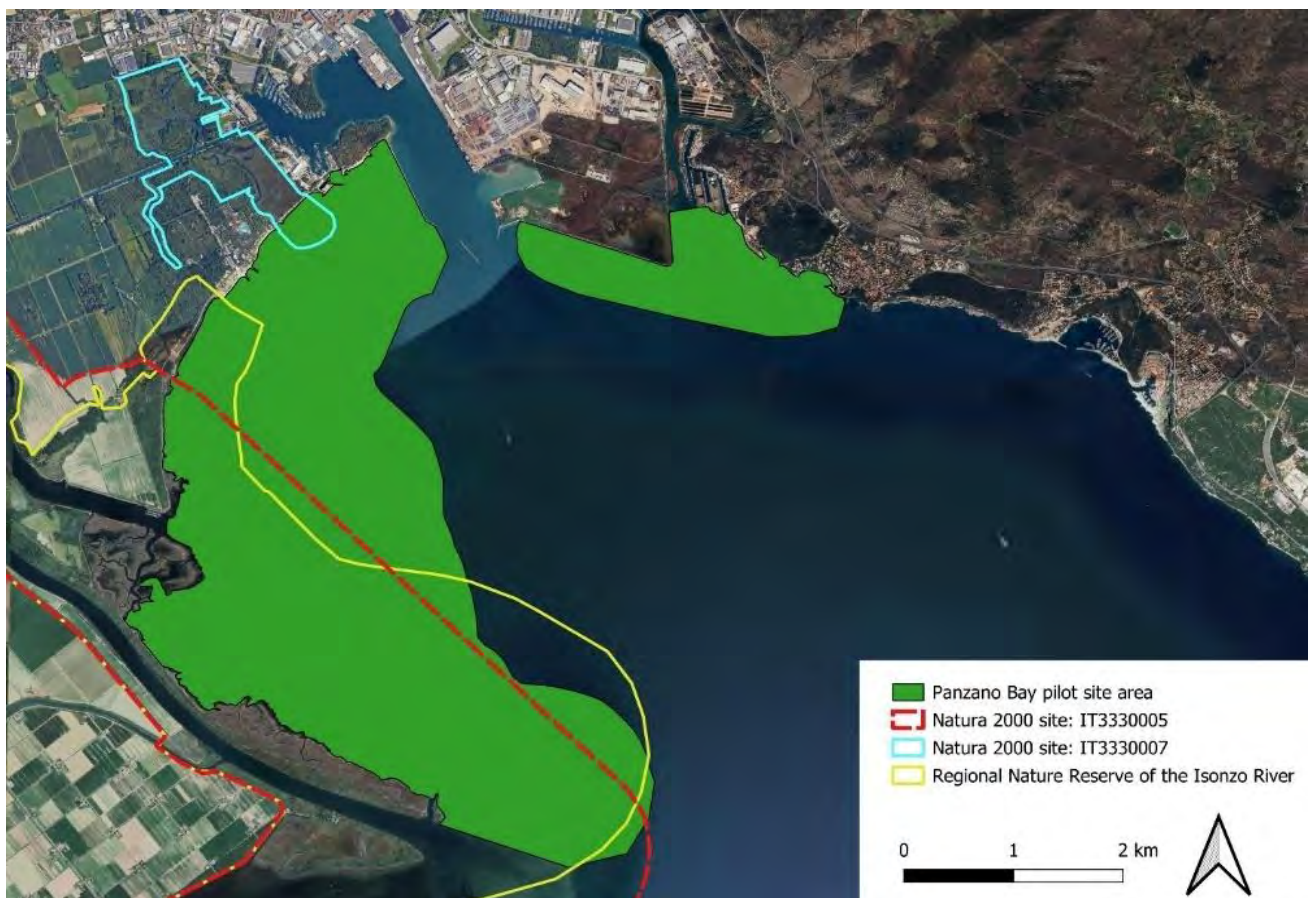 Panzano Bay pilot site area
Natura 2000 site: IT3330005
Natura 2000 site: IT3330007
Regional Nature Reserve of the Isonzo River
0 1 2 km